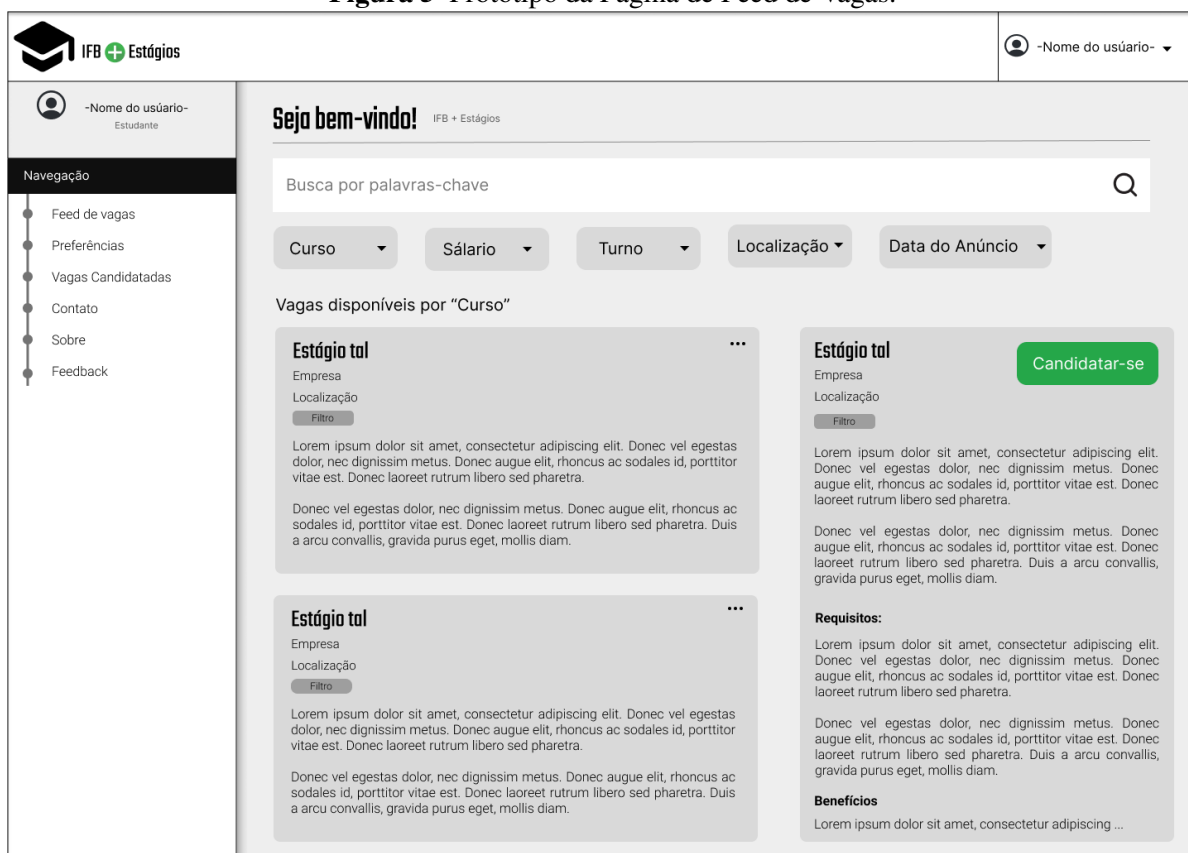 Figura 3 Protótipo da Página de Feed de Vagas.
IFB + Estágios
-Nome do usúario-
-Nome do usúario-
Estudante
Navegação
Feed de vagas
Preferências
Vagas Candidatadas
Contato
Sobre
Feedback
Seja bem-vindo!
IFB + Estágios
Busca por palavras-chave
Curso
Sálario
Turno
Localização
Data do Anúncio
Vagas disponíveis por “Curso”
Estágio tal
Empresa
Localização
Filtro
Lorem ipsum dolor sit amet, consectetur adipiscing elit. Donec vel egestas
dolor, nec dignissim metus. Donec augue elit, rhoncus ac sodales id, porttitor
vitae est. Donec laoreet rutrum libero sed pharetra.
Donec vel egestas dolor, nec dignissim metus. Donec augue elit, rhoncus ac
sodales id, porttitor vitae est. Donec laoreet rutrum libero sed pharetra. Duis
a arcu convallis, gravida purus eget, mollis diam.
Estágio tal
Empresa
Localização
Filtro
Lorem ipsum dolor sit amet, consectetur adipiscing elit. Donec vel egestas
dolor, nec dignissim metus. Donec augue elit, rhoncus ac sodales id, porttitor
vitae est. Donec laoreet rutrum libero sed pharetra.
Donec vel egestas dolor, nec dignissim metus. Donec augue elit, rhoncus ac
sodales id, porttitor vitae est. Donec laoreet rutrum libero sed pharetra. Duis
a arcu convallis, gravida purus eget, mollis diam.
Estágio tal
Candidatar-se
Empresa
Localização
Filtro
Lorem ipsum dolor sit amet, consectetur adipiscing elit.
Donec vel egestas dolor, nec dignissim metus. Donec
augue elit, rhoncus ac sodales id, porttitor vitae est. Donec
laoreet rutrum libero sed pharetra.
Donec vel egestas dolor, nec dignissim metus. Donec
augue elit, rhoncus ac sodales id, porttitor vitae est. Donec
laoreet rutrum libero sed pharetra. Duis a arcu convallis,
gravida purus eget, mollis diam.
Requisitos:
Lorem ipsum dolor sit amet, consectetur adipiscing elit.
Donec vel egestas dolor, nec dignissim metus. Donec
augue elit, rhoncus ac sodales id, porttitor vitae est. Donec
laoreet rutrum libero sed pharetra.
Donec vel egestas dolor, nec dignissim metus. Donec
augue elit, rhoncus ac sodales id, porttitor vitae est. Donec
laoreet rutrum libero sed pharetra. Duis a arcu convallis,
gravida purus eget, mollis diam.
Benefícios
Lorem ipsum dolor sit amet, consectetur adipiscing ...